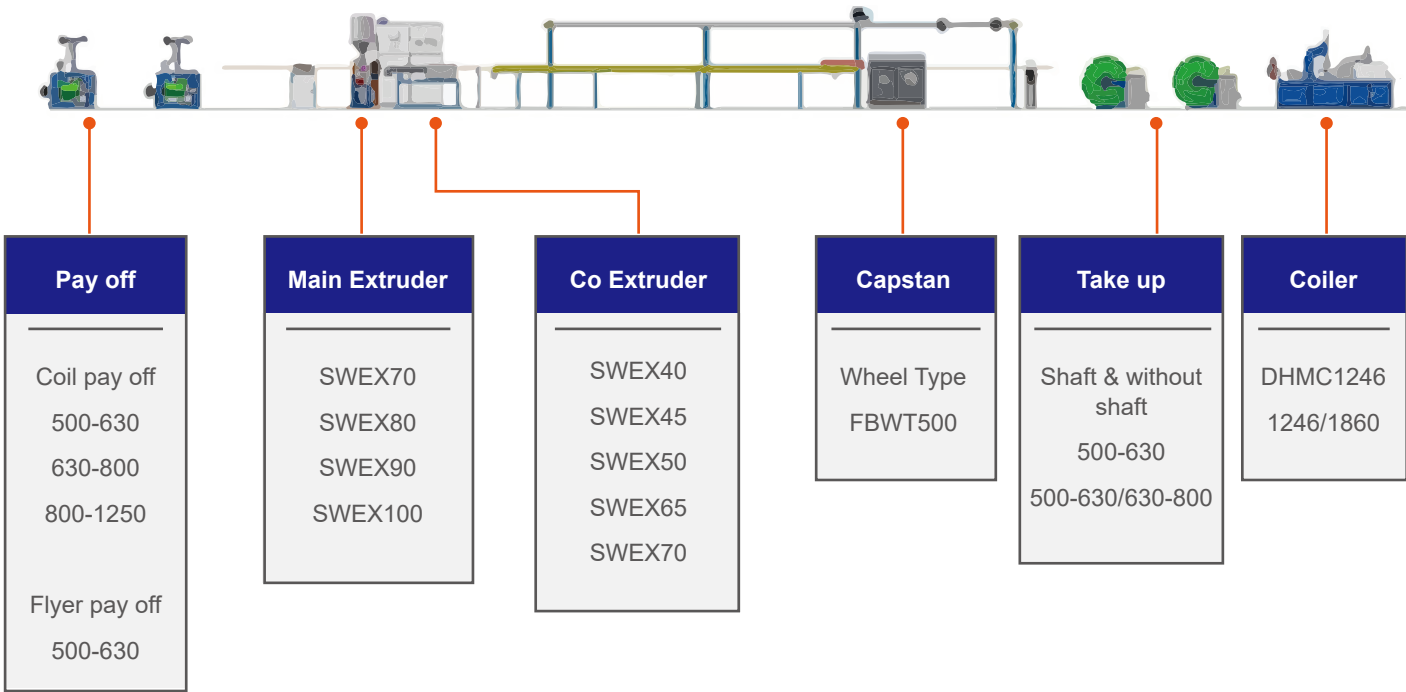 Pay off
Coil pay off
500-630
630-800
800-1250
Flyer pay off
500-630
Main Extruder
SWEX70
SWEX80
SWEX90
SWEX100
Co Extruder
SWEX40
SWEX45
SWEX50
SWEX65
SWEX70
Capstan
Wheel Type
FBWT500
Take up
Shaft & without
shaft
500-630
500-630/630-800
Coiler
DHMC1246
1246/1860